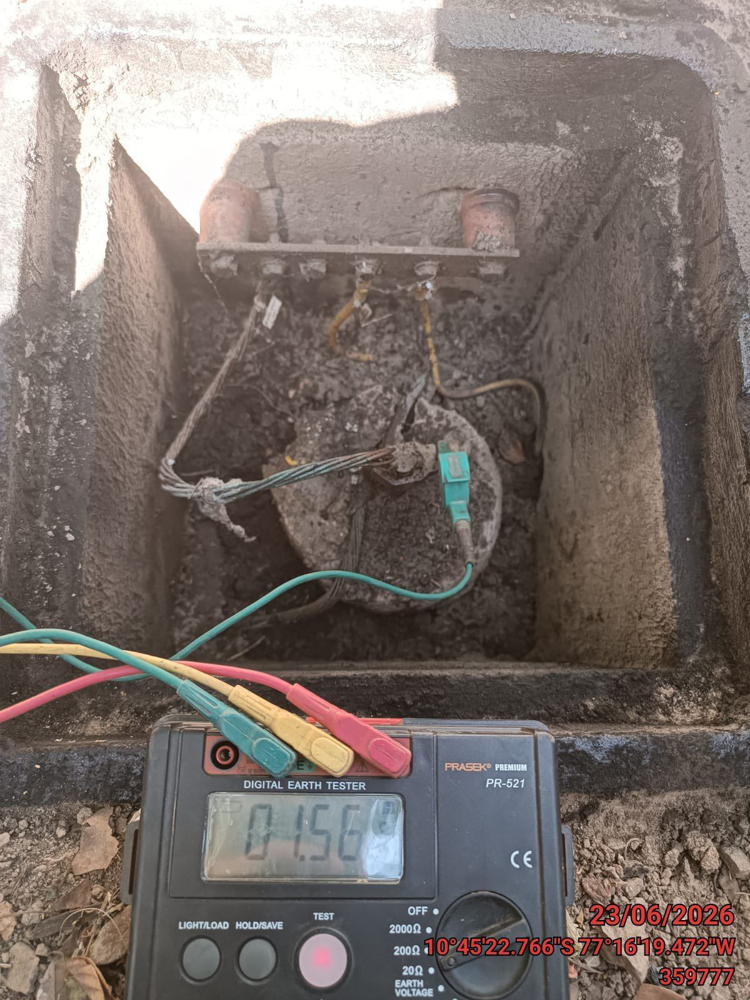 DIGITAL EARTH TESTER
PRASEK® PREMIUM
PR-521
01.56
CE
LIGHT/LOAD HOLD/SAVE TEST
OFF
2000Ω
200Ω
20Ω
EARTH
VOLTAGE
23/06/2026
10°45'22.766"S 77°16'19.472"W
359777